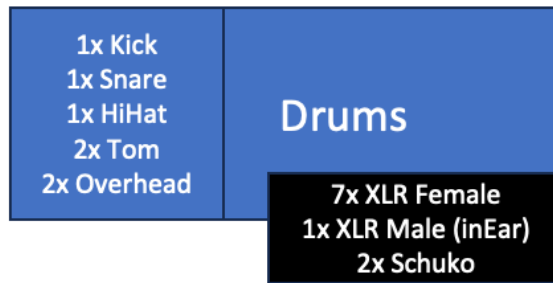 1x Kick
1x Snare
1x HiHat
2x Tom
2x Overhead
Drums
7x XLR Female
1x XLR Male (inEar)
2x Schuko